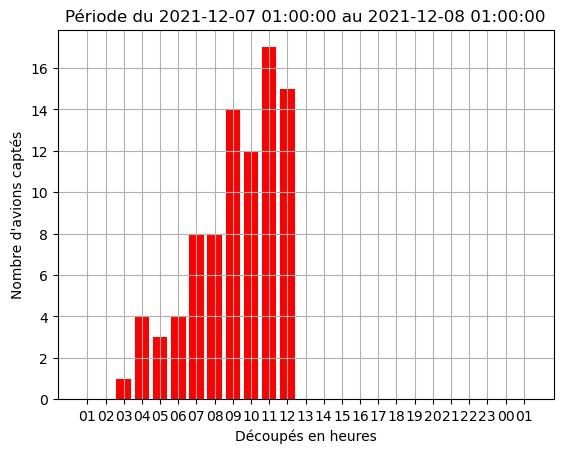 Période du 2021-12-07 01:00:00 au 2021-12-08 01:00:00
Nombre d'avions captés
16
14
12
10
8
6
4
2
0
01 02 03 04 05 06 07 08 09 10 11 12 13 14 15 16 17 18 19 20 21 22 23 00 01
Découpés en heures